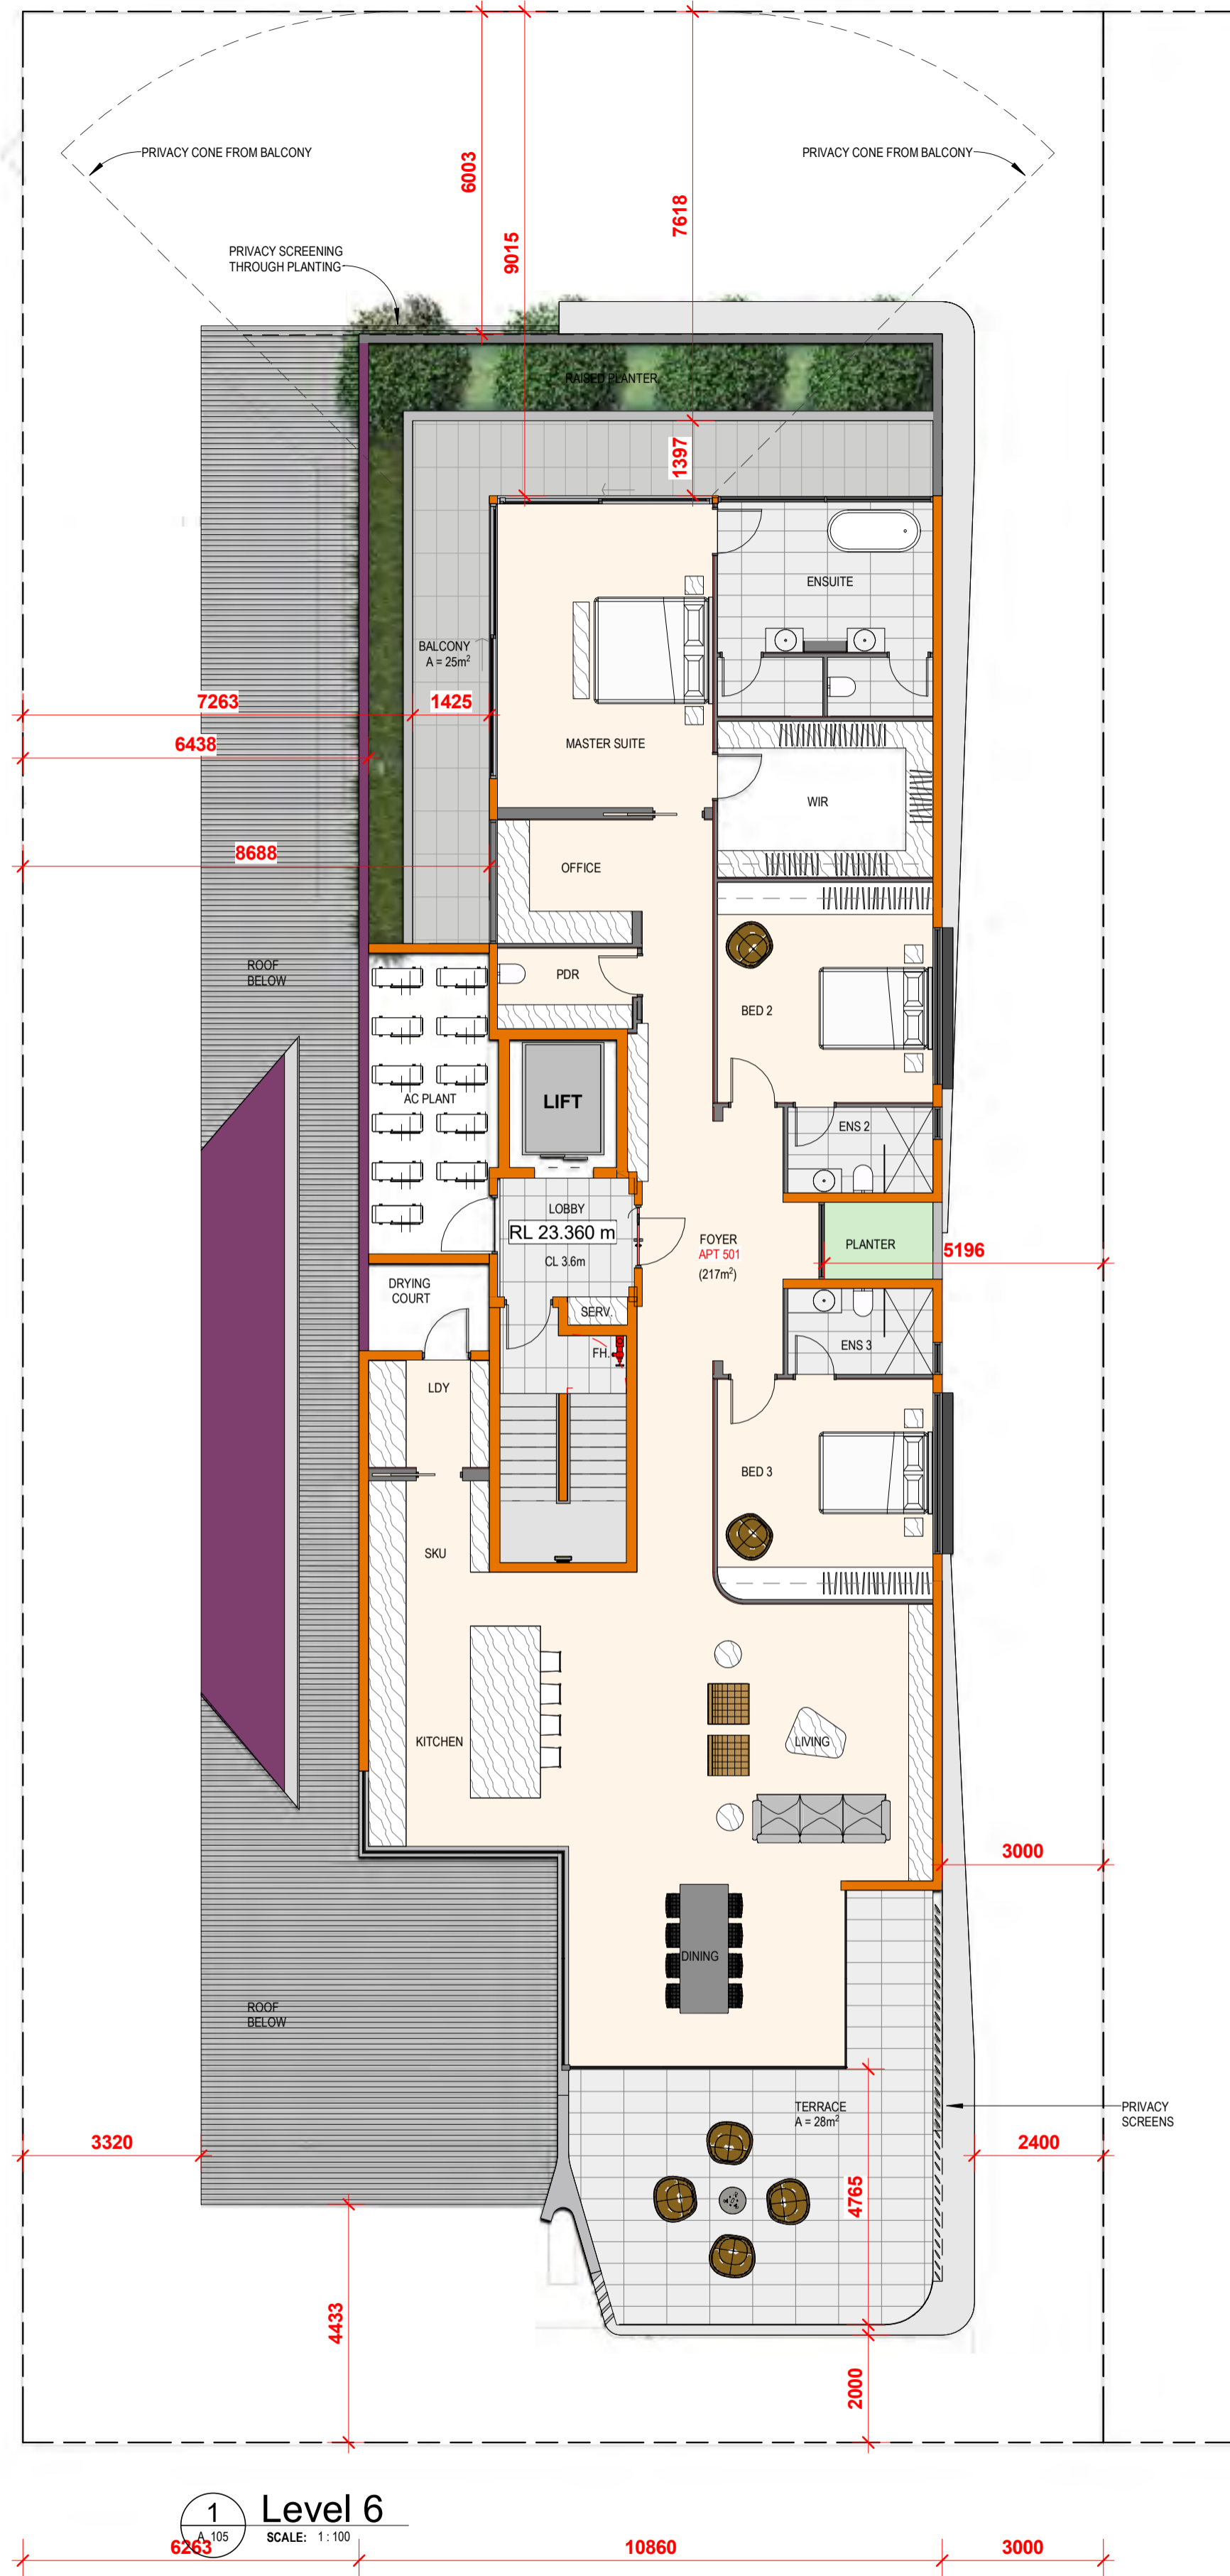 PRIVACY CONE FROM BALCONY
PRIVACY CONE FROM BALCONY
6003
7618
9015
PRIVACY SCREENING
THROUGH PLANTING
RAISED PLANTER
1397
ENSUITE
BALCONY
A = 25m²
7263
1425
6438
MASTER SUITE
WIR
8688
OFFICE
ROOF
BELOW
PDR
BED 2
AC PLANT
LIFT
ENS 2
LOBBY
RL 23.360 m
CL 3.6m
FOYER
APT 501
(217m²)
PLANTER
5196
DRYING
COURT
SERV.
FH.
ENS 3
LDY
BED 3
SKU
KITCHEN
LIVING
3000
DINING
ROOF
BELOW
TERRACE
A = 28m²
PRIVACY
SCREENS
3320
2400
4765
4433
2000
1
A 105
Level 6
SCALE: 1 : 100
6263
10860
3000